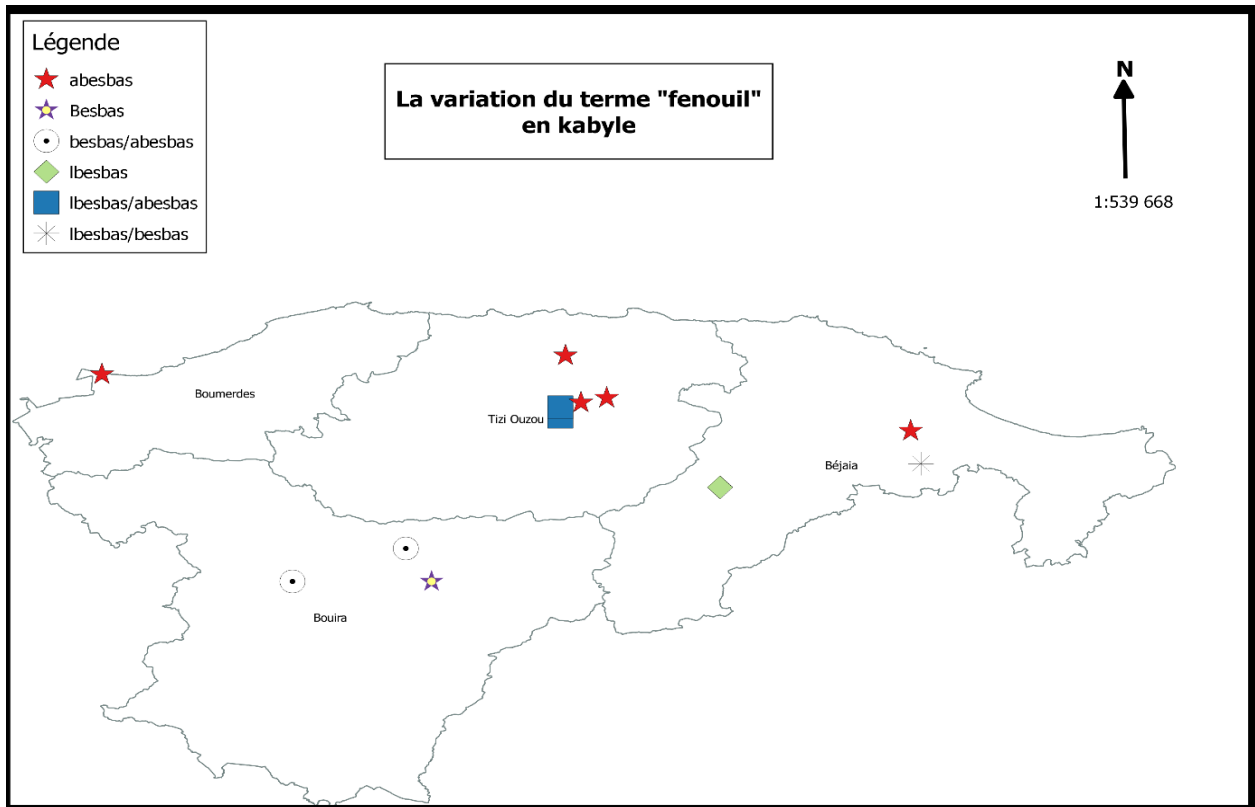 Légende
abesbas
Besbas
besbas/abesbas
lbesbas
lbesbas/abesbas
lbesbas/besbas
La variation du terme "fenouil"
en kabyle
N
1:539 668
Boumerdes
Tizi Ouzou
Béjaia
Bouira